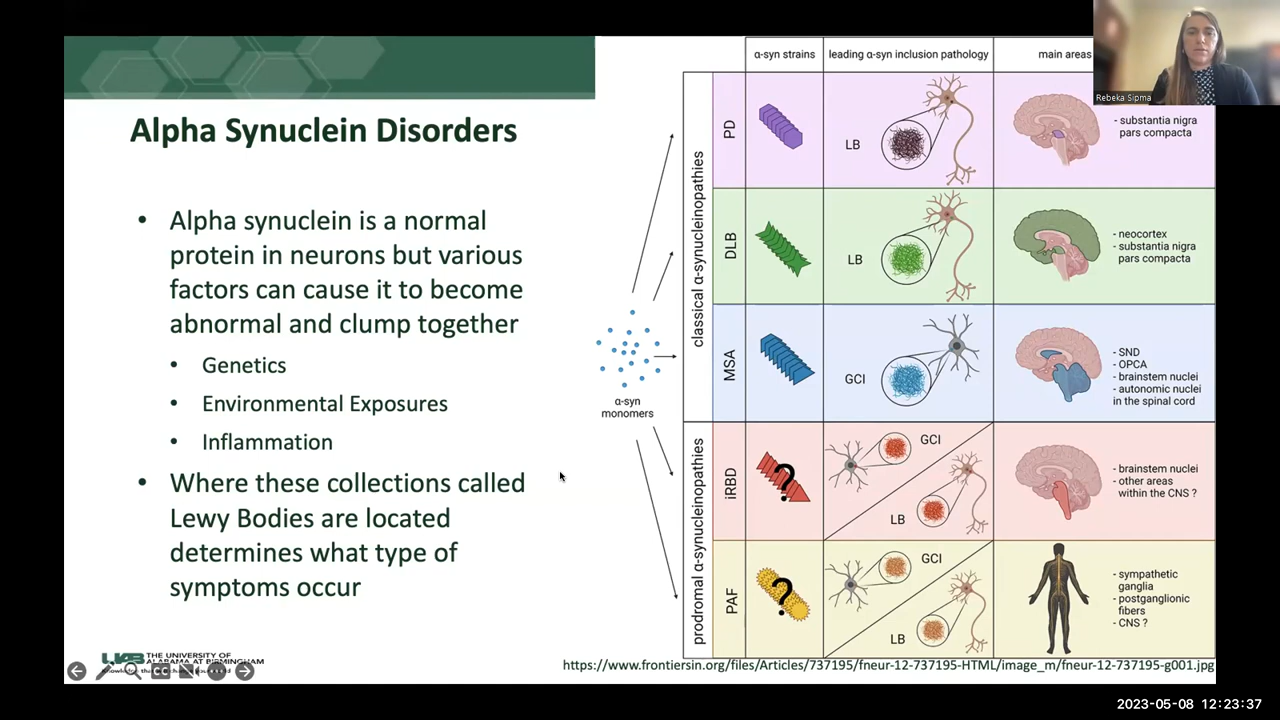 Alpha Synuclein Disorders
• Alpha synuclein is a normal
protein in neurons but various
factors can cause it to become
abnormal and clump together
• Genetics
• Environmental Exposures
• Inflammation
• Where these collections called
Lewy Bodies are located
determines what type of
symptoms occur
THE UNIVERSITY OF
ALABAMA AT BIRMINGHAM
α-syn
monomers
α-syn strains
leading α-syn inclusion pathology
main areas
classical α-synucleinopathies
PD
LB
- substantia nigra
pars compacta
DLB
LB
- neocortex
- substantia nigra
pars compacta
MSA
GCI
- SND
- OPCA
- brainstem nuclei
- autonomic nuclei
in the spinal cord
prodromal α-synucleinopathies
iRBD
?
GCI
LB
- brainstem nuclei
- other areas
within the CNS ?
PAF
?
GCI
LB
- sympathetic
ganglia
- postganglionic
fibers
- CNS ?
https://www.frontiersin.org/files/Articles/737195/fneur-12-737195-HTML/image_m/fneur-12-737195-g001.jpg
Rebeka Sipma
CC
2023-05-08 12:23:37